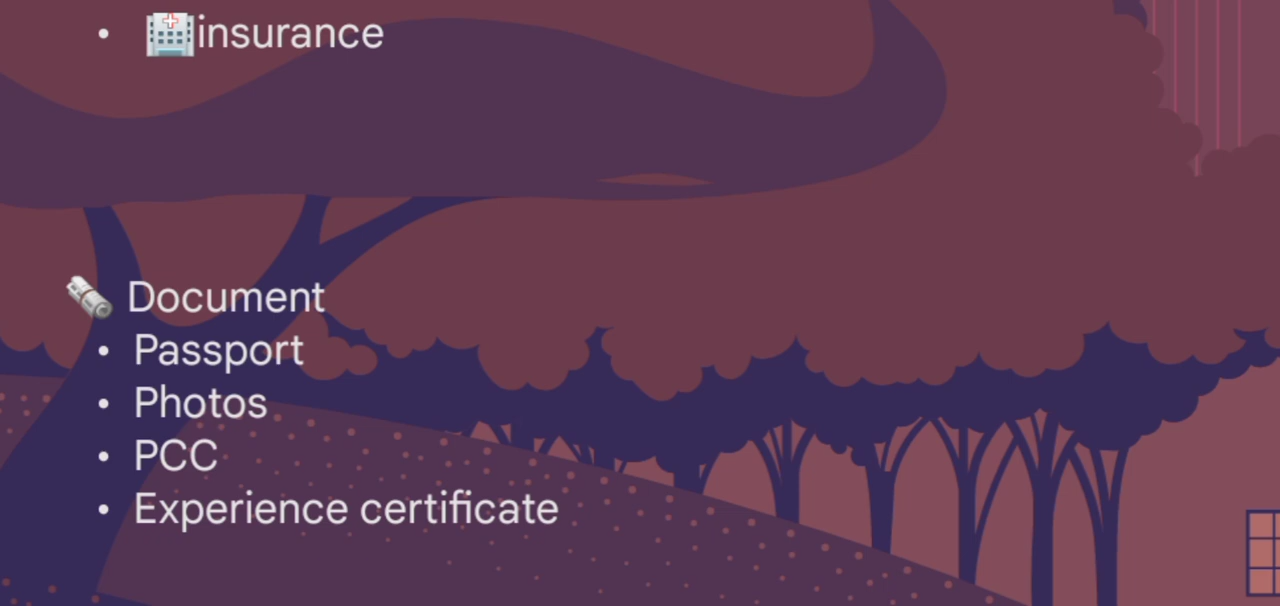 • 🏥insurance
🗞️ Document
• Passport
• Photos
• PCC
• Experience certificate